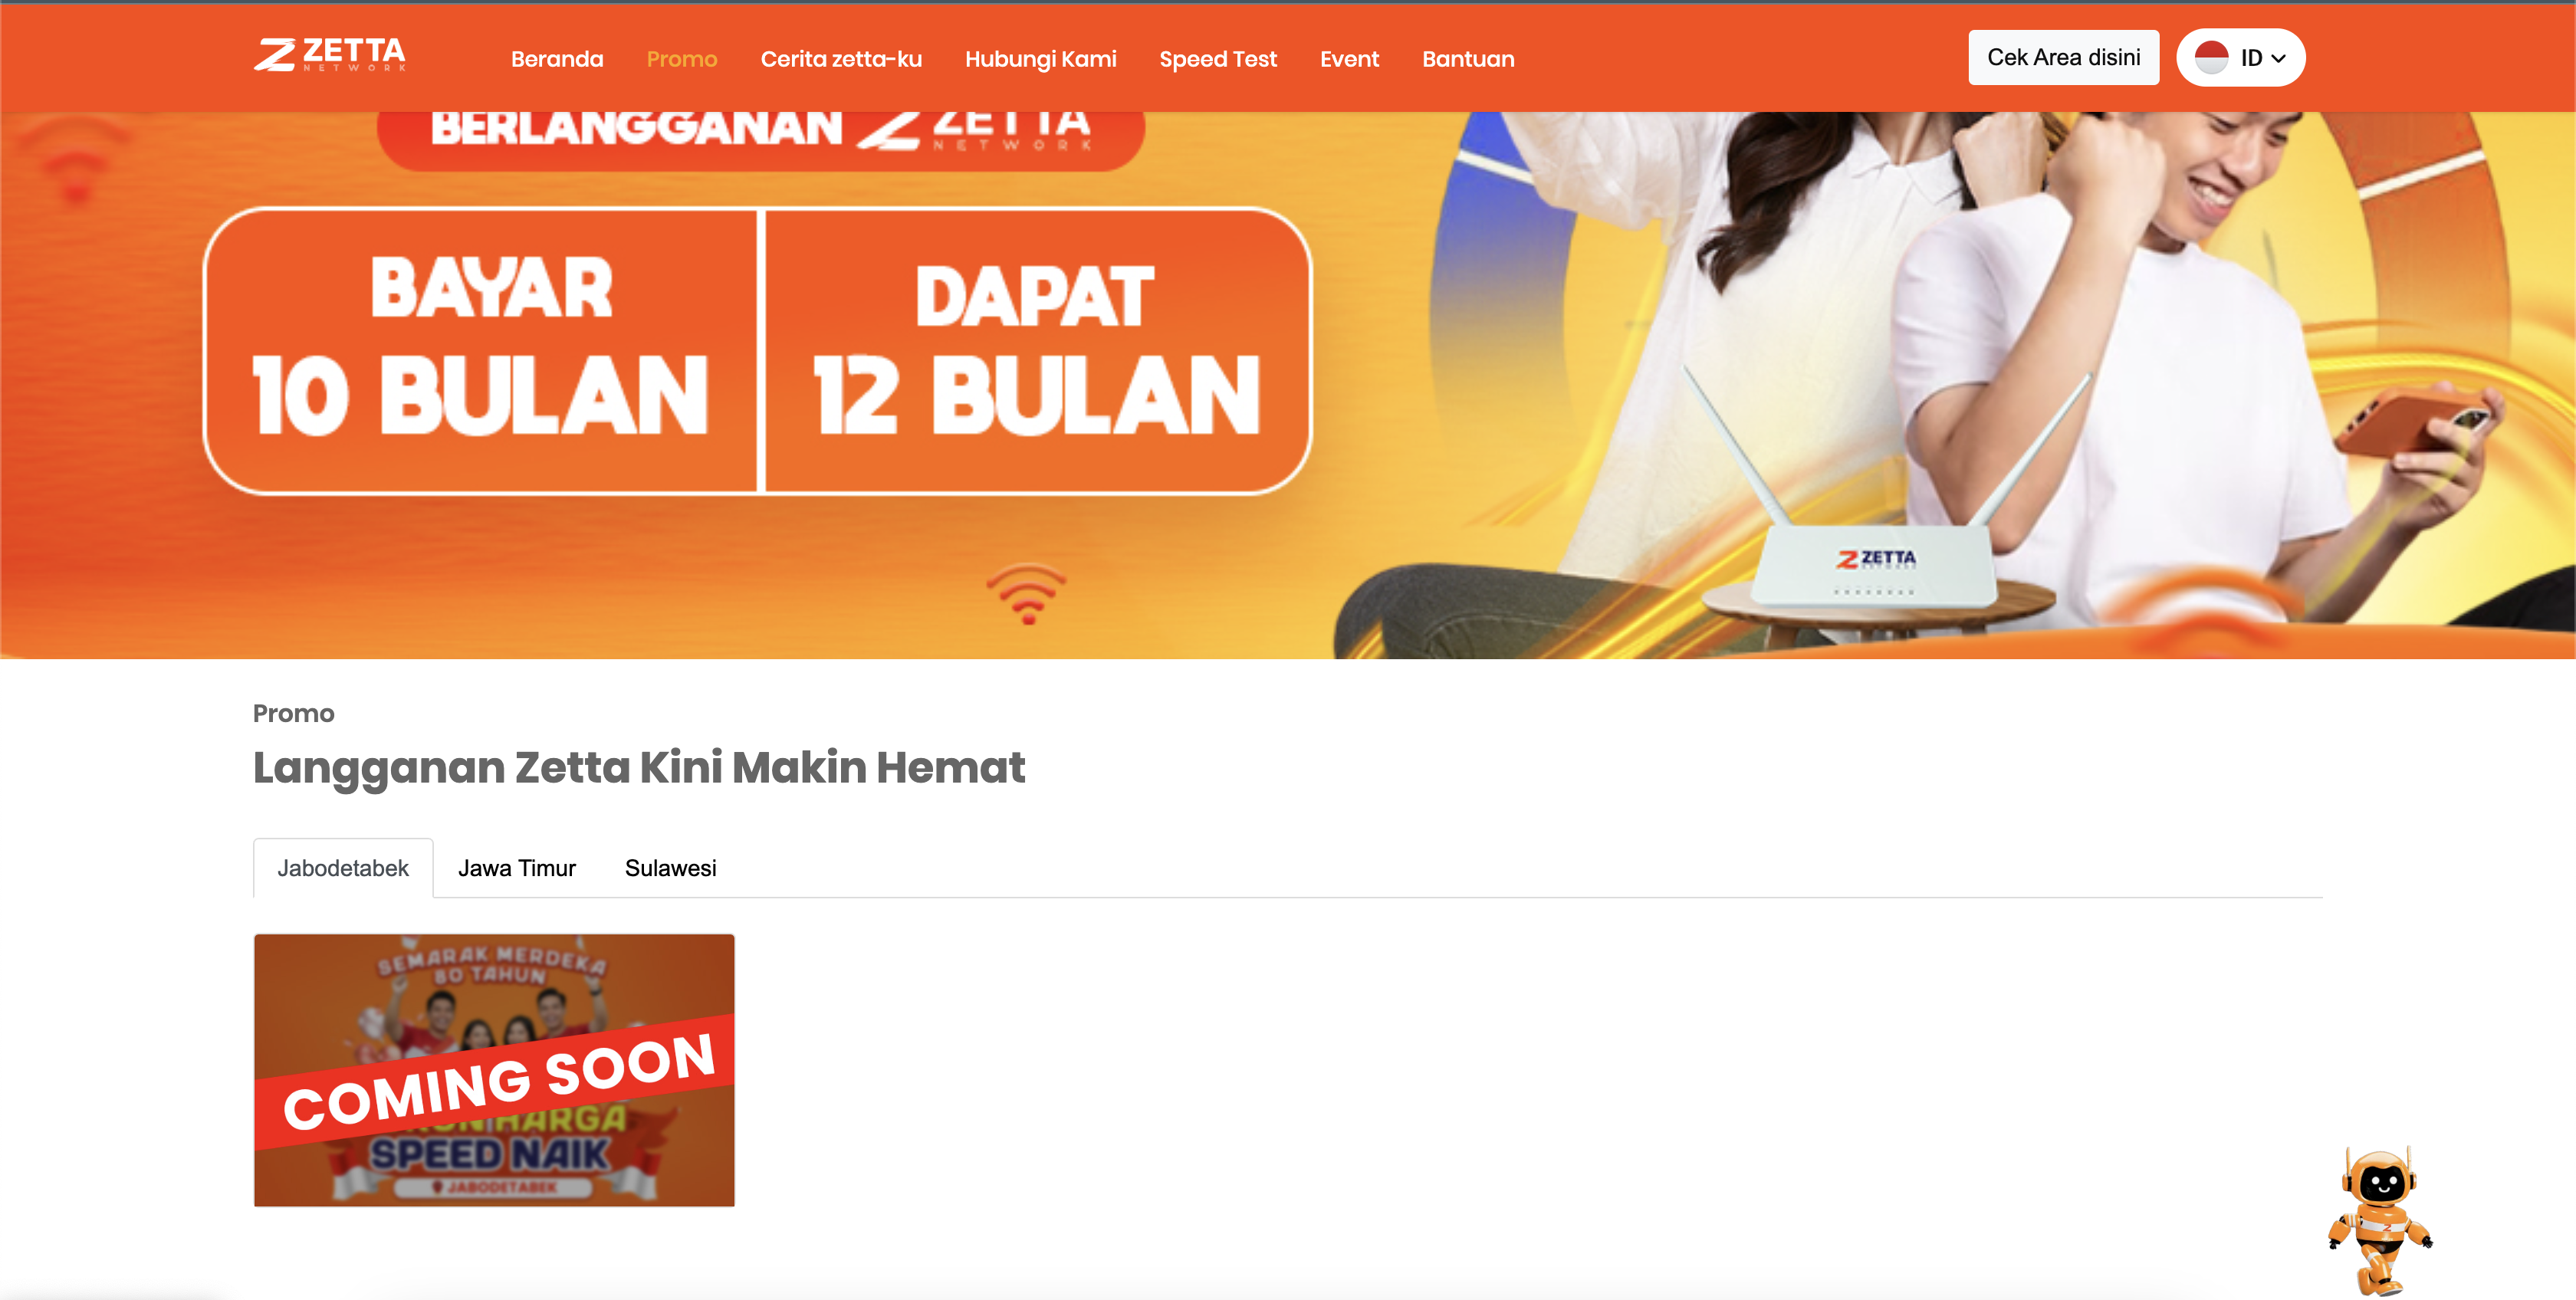 ZETTA
NETWORK
Beranda
Promo
Cerita zetta-ku
Hubungi Kami
Speed Test
Event
Bantuan
Cek Area disini
ID
BERLANGGANAN ZETTA
NETWORK
BAYAR
10 BULAN
DAPAT
12 BULAN
ZETTA
NETWORK
Promo
Langganan Zetta Kini Makin Hemat
Jabodetabek
Jawa Timur
Sulawesi
SEMARAK MERDEKA
80 TAHUN
COMING SOON
HARGA
SPEED NAIK
JABODETABEK